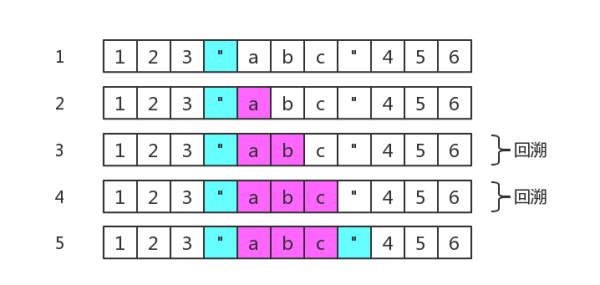 1 1 2 3 " a b c " 4 5 6
2 1 2 3 " a b c " 4 5 6
3 1 2 3 " a b c " 4 5 6 回溯
4 1 2 3 " a b c " 4 5 6 回溯
5 1 2 3 " a b c " 4 5 6